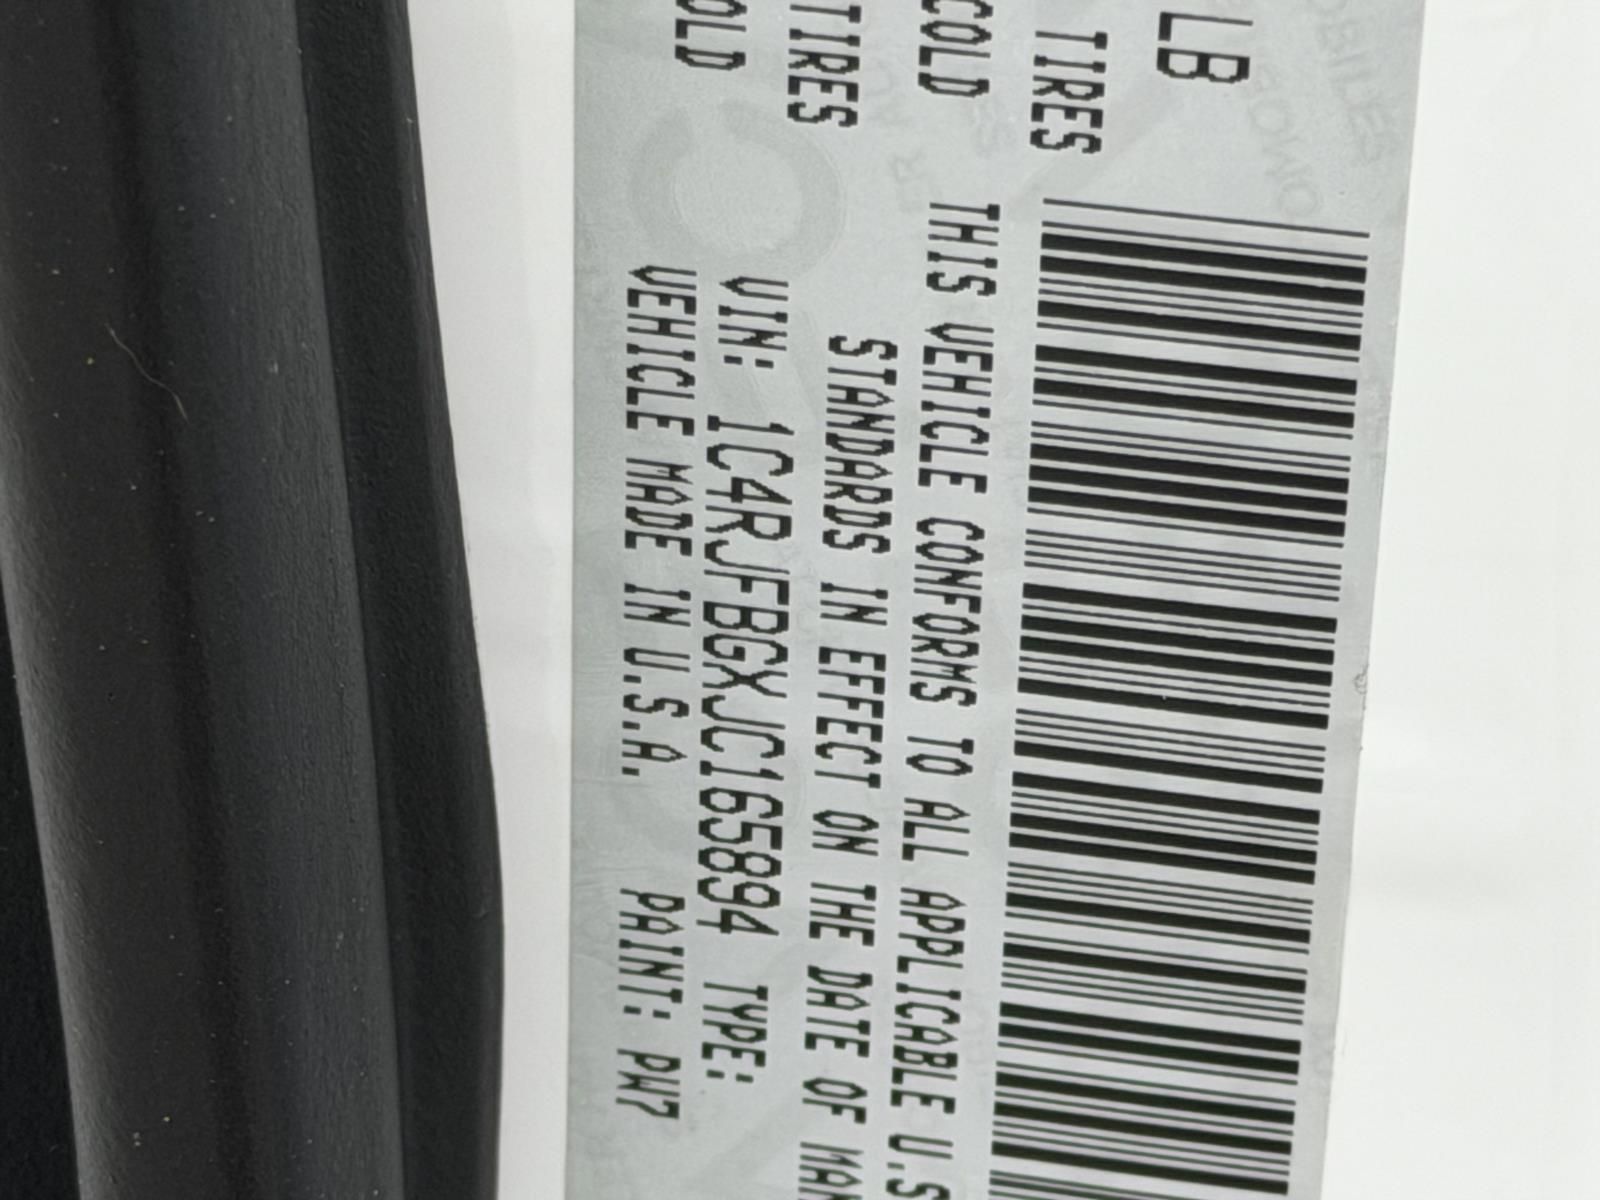 LB
TIRES
COLD
TIRES
OLD
THIS VEHICLE CONFORMS TO ALL APPLICABLE U.S
STANDARDS IN EFFECT ON THE DATE OF MAN
VIN: 1C4RJFBGXJC165894 TYPE:
VEHICLE MADE IN U.S.A. PAINT: PW7